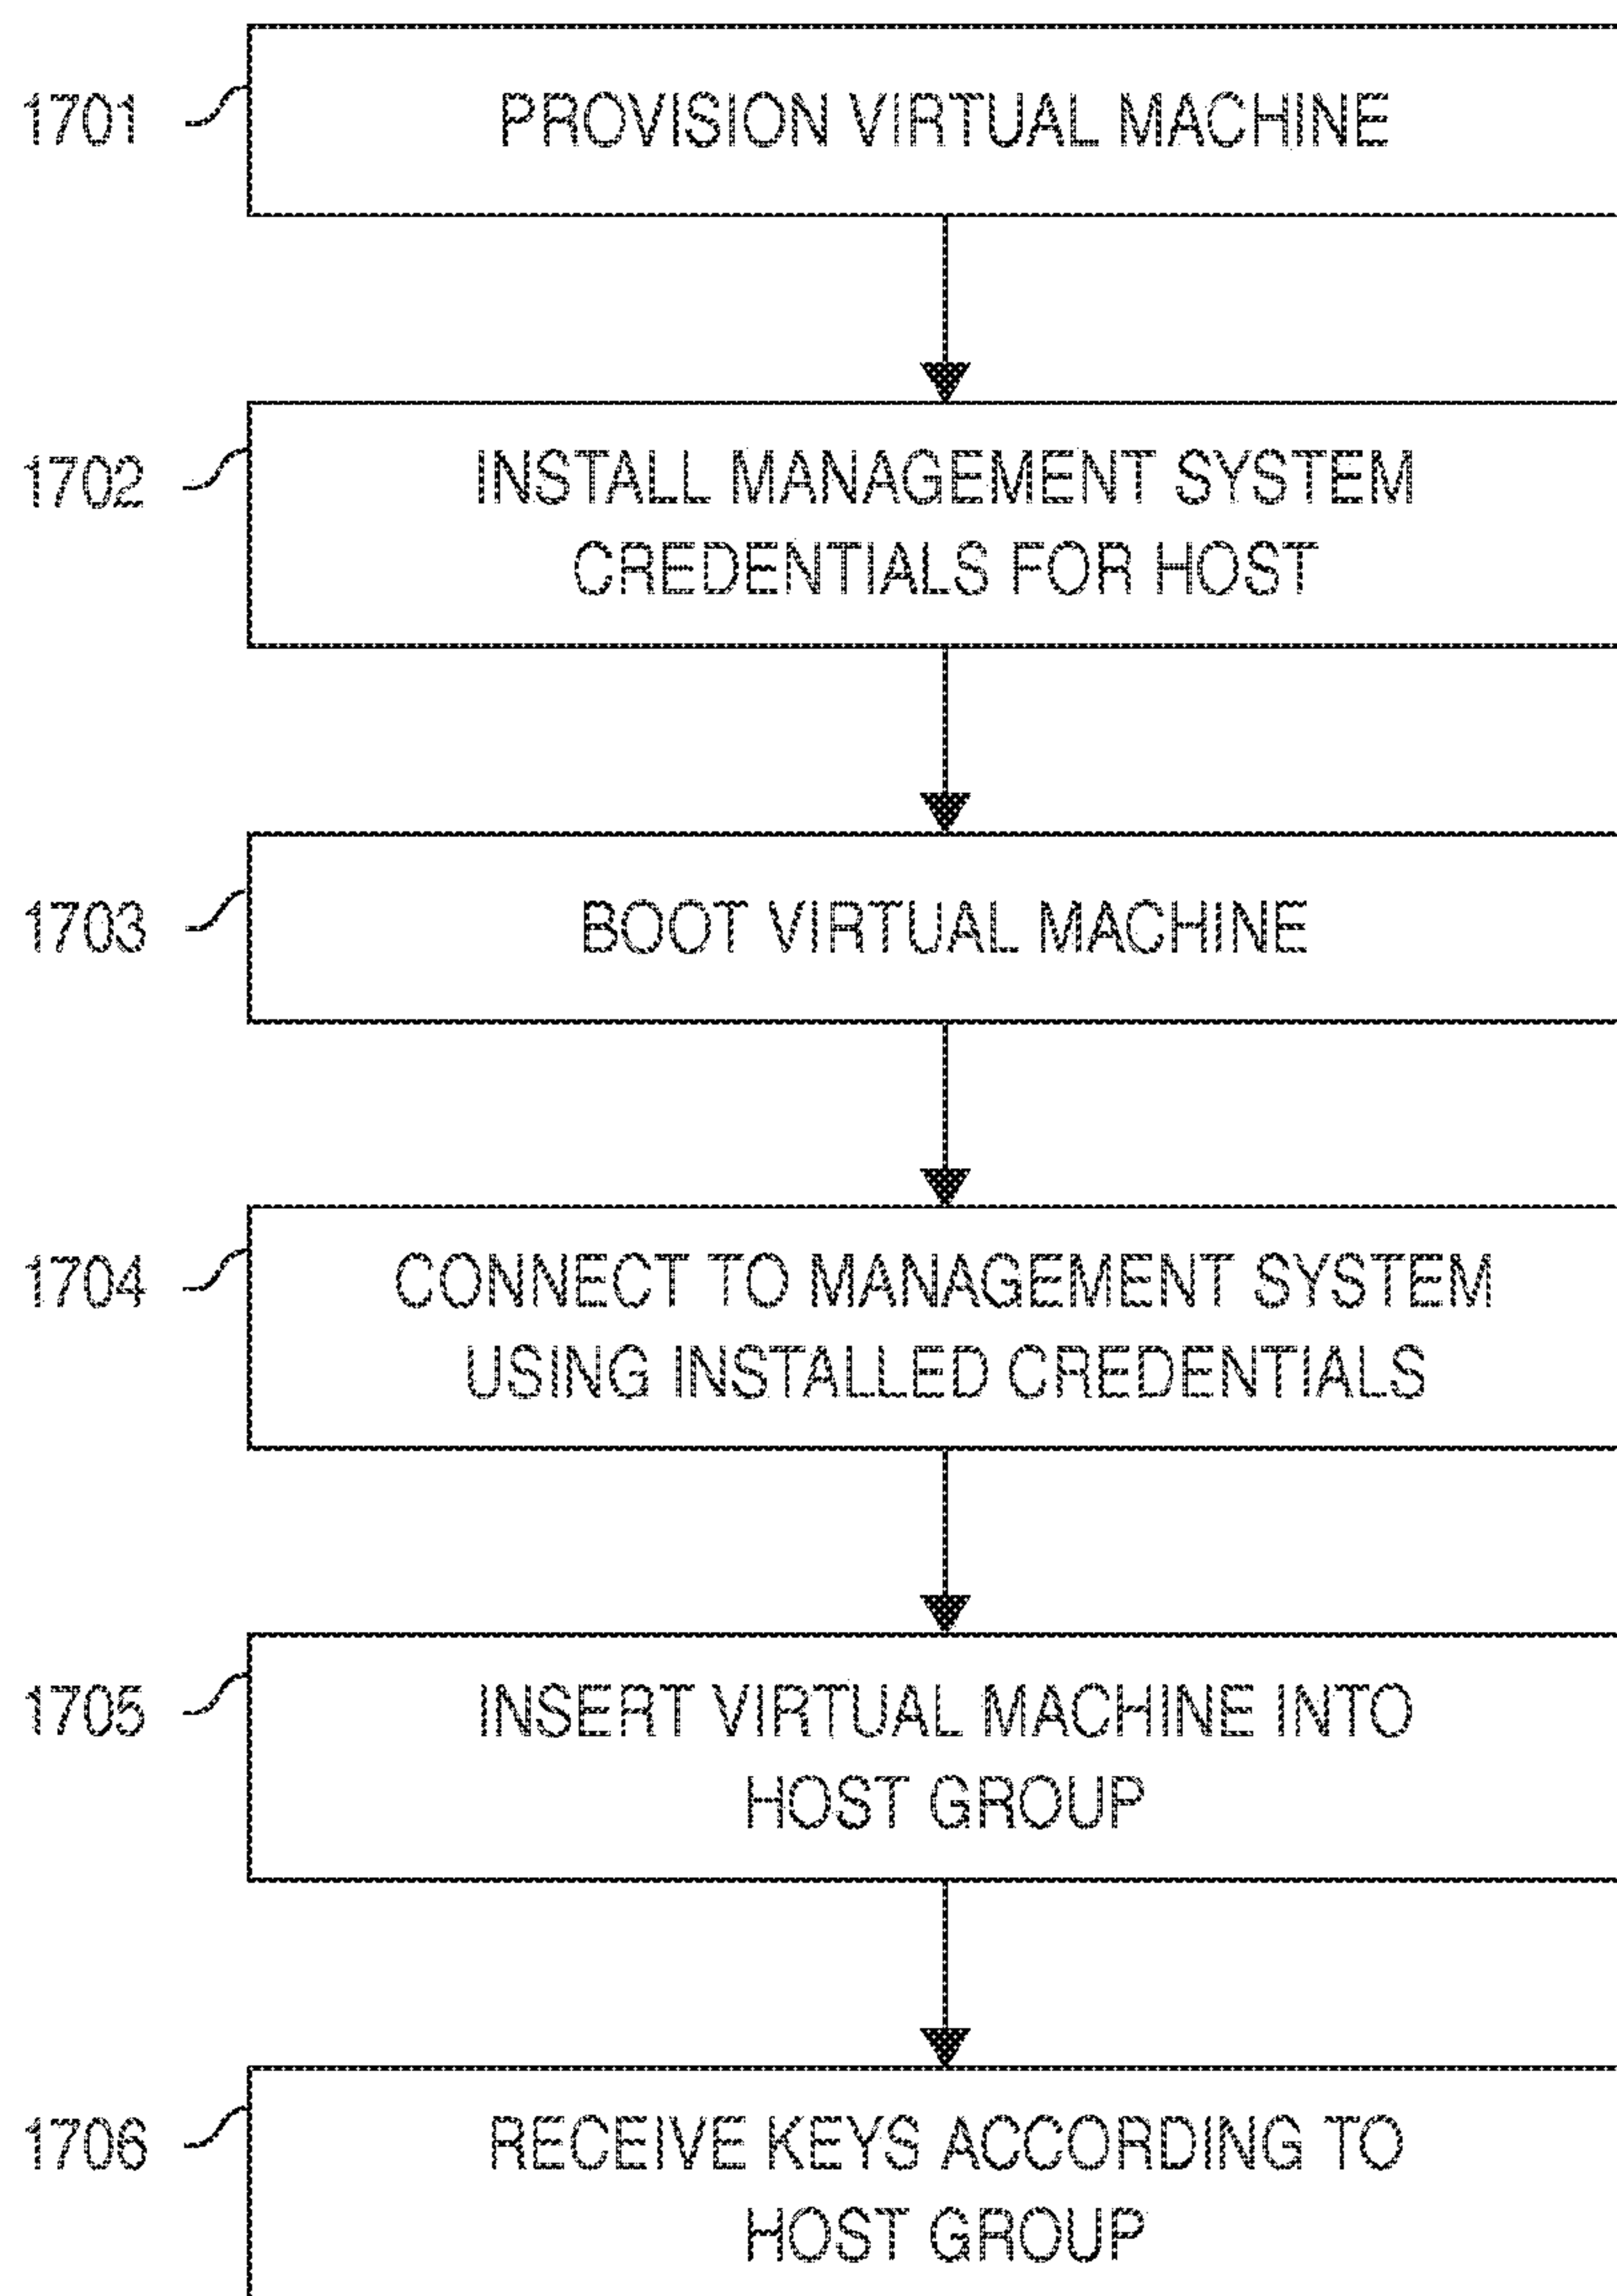 1701
PROVISION VIRTUAL MACHINE
1702
INSTALL MANAGEMENT SYSTEM
CREDENTIALS FOR HOST
1703
BOOT VIRTUAL MACHINE
1704
CONNECT TO MANAGEMENT SYSTEM
USING INSTALLED CREDENTIALS
1705
INSERT VIRTUAL MACHINE INTO
HOST GROUP
1706
RECEIVE KEYS ACCORDING TO
HOST GROUP